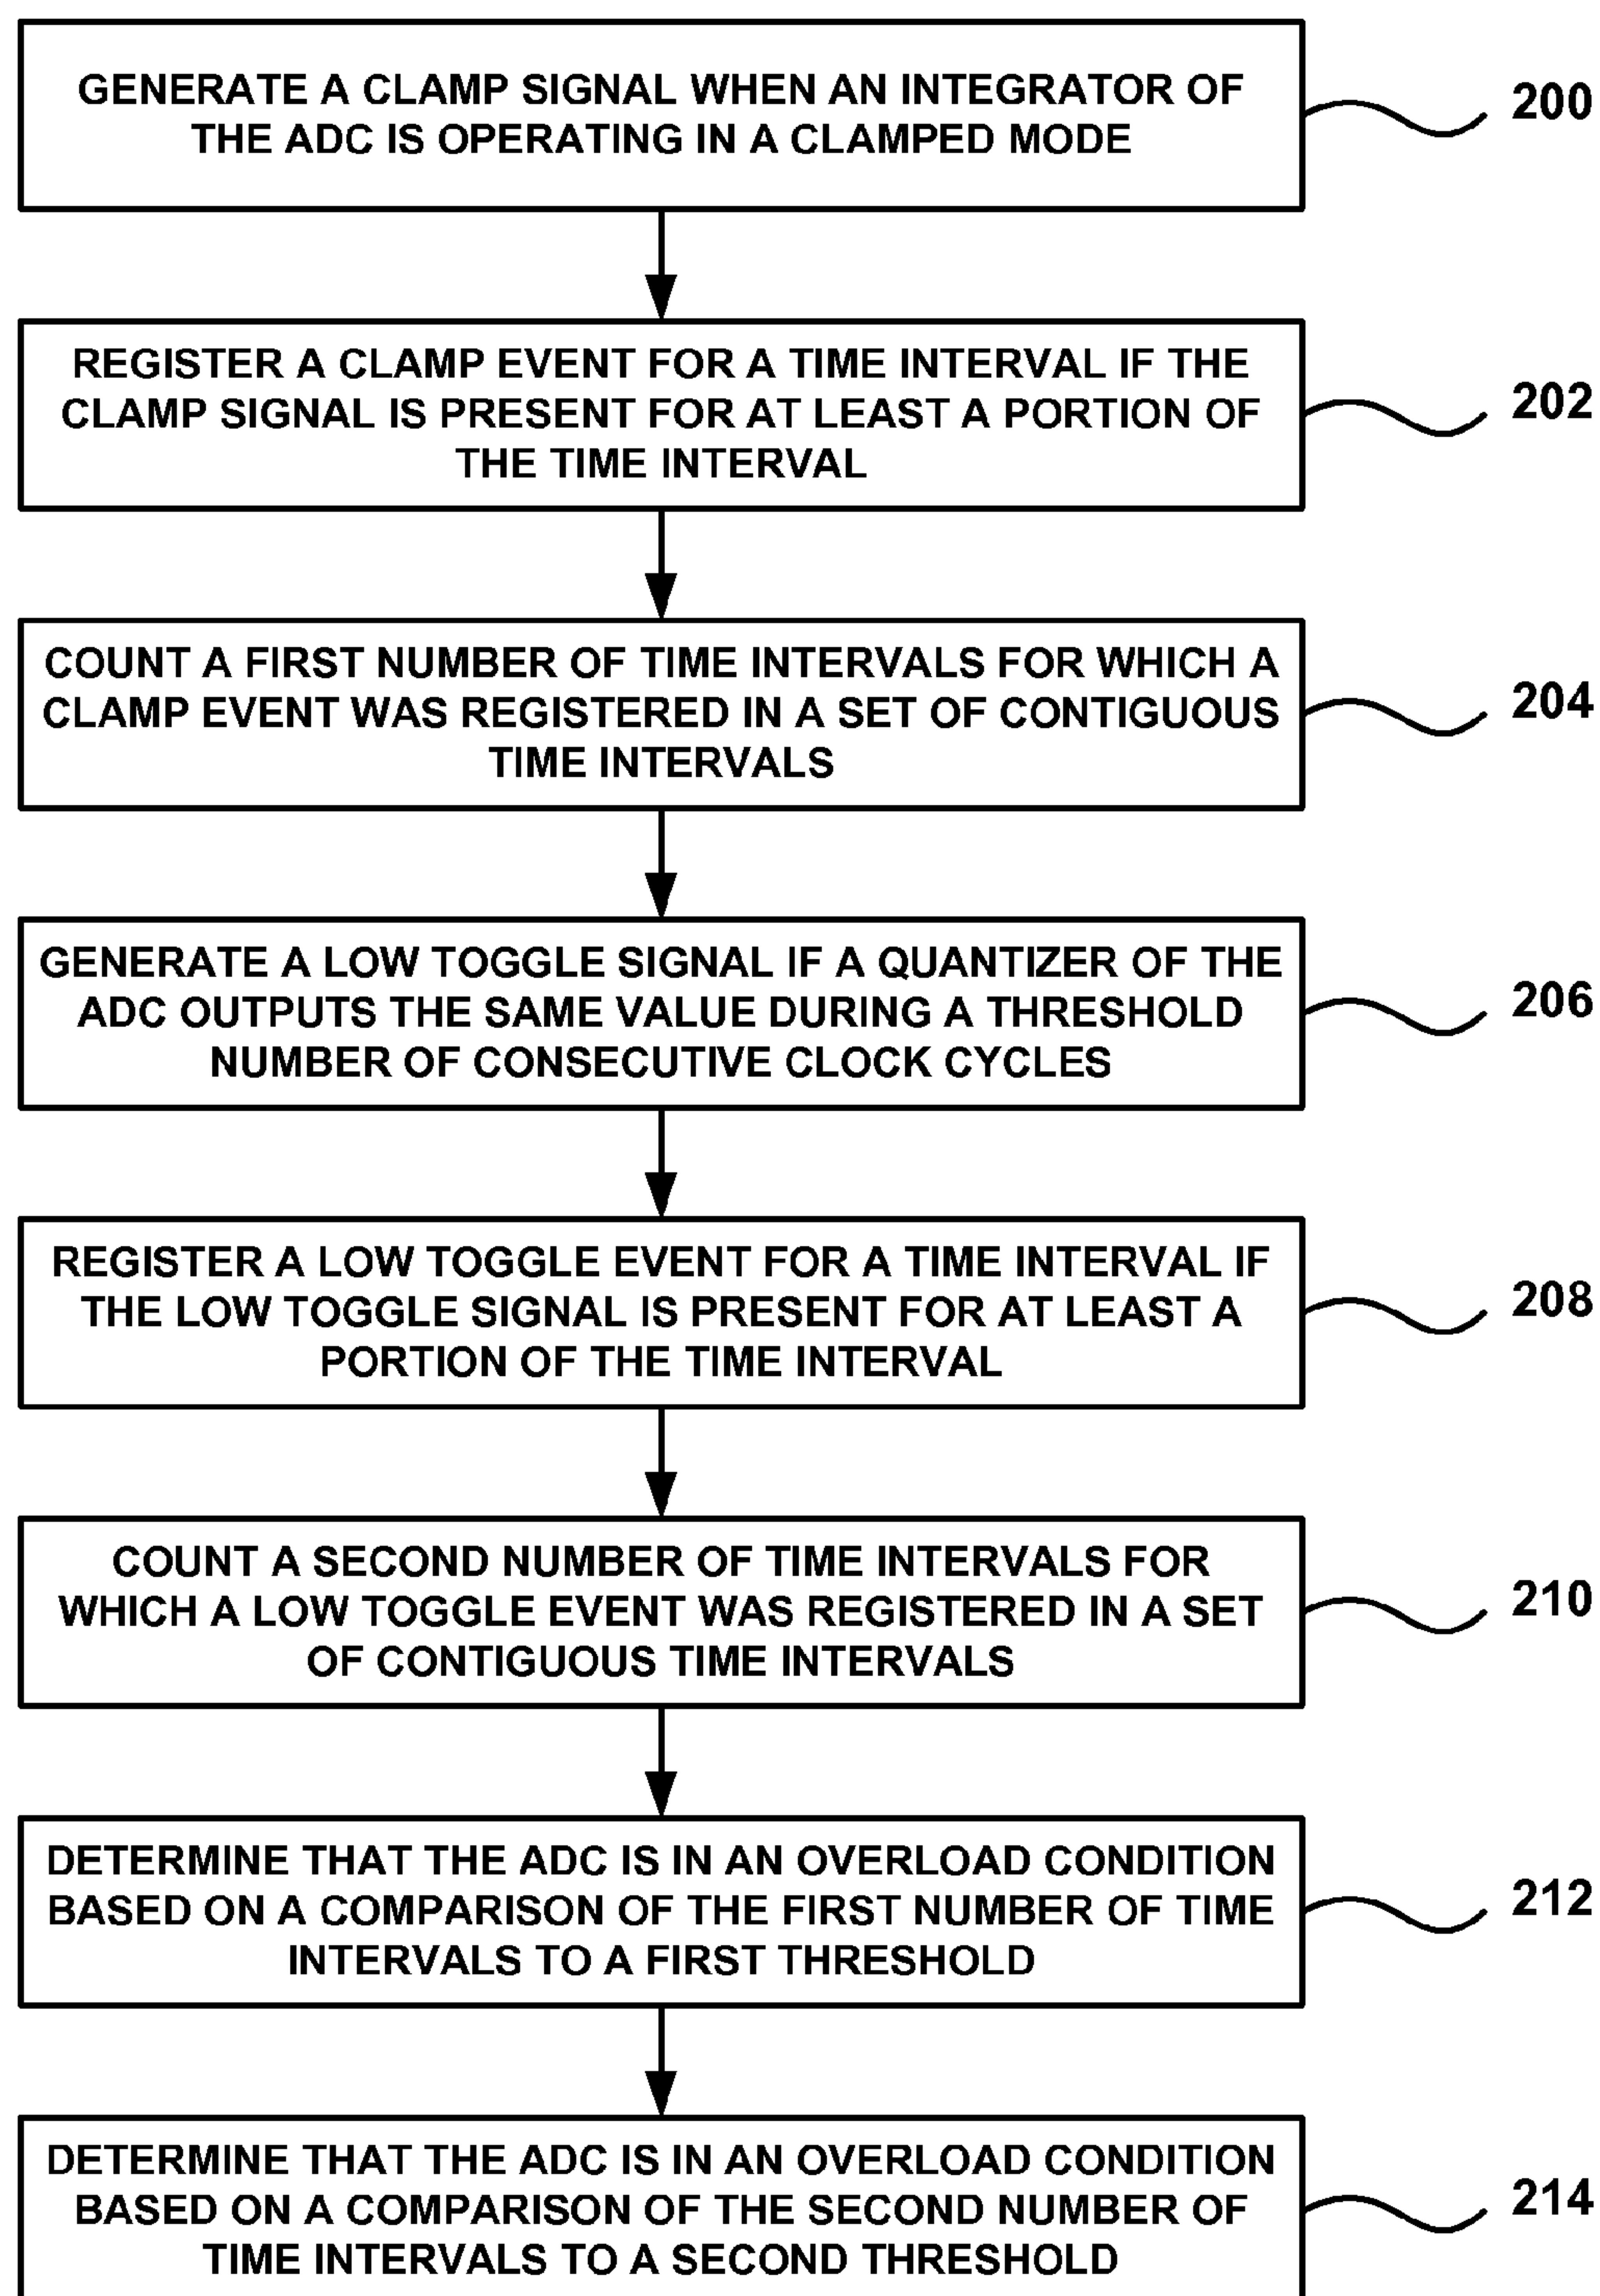 GENERATE A CLAMP SIGNAL WHEN AN INTEGRATOR OF
THE ADC IS OPERATING IN A CLAMPED MODE
200
REGISTER A CLAMP EVENT FOR A TIME INTERVAL IF THE
CLAMP SIGNAL IS PRESENT FOR AT LEAST A PORTION OF
THE TIME INTERVAL
202
COUNT A FIRST NUMBER OF TIME INTERVALS FOR WHICH A
CLAMP EVENT WAS REGISTERED IN A SET OF CONTIGUOUS
TIME INTERVALS
204
GENERATE A LOW TOGGLE SIGNAL IF A QUANTIZER OF THE
ADC OUTPUTS THE SAME VALUE DURING A THRESHOLD
NUMBER OF CONSECUTIVE CLOCK CYCLES
206
REGISTER A LOW TOGGLE EVENT FOR A TIME INTERVAL IF
THE LOW TOGGLE SIGNAL IS PRESENT FOR AT LEAST A
PORTION OF THE TIME INTERVAL
208
COUNT A SECOND NUMBER OF TIME INTERVALS FOR
WHICH A LOW TOGGLE EVENT WAS REGISTERED IN A SET
OF CONTIGUOUS TIME INTERVALS
210
DETERMINE THAT THE ADC IS IN AN OVERLOAD CONDITION
BASED ON A COMPARISON OF THE FIRST NUMBER OF TIME
INTERVALS TO A FIRST THRESHOLD
212
DETERMINE THAT THE ADC IS IN AN OVERLOAD CONDITION
BASED ON A COMPARISON OF THE SECOND NUMBER OF
TIME INTERVALS TO A SECOND THRESHOLD
214